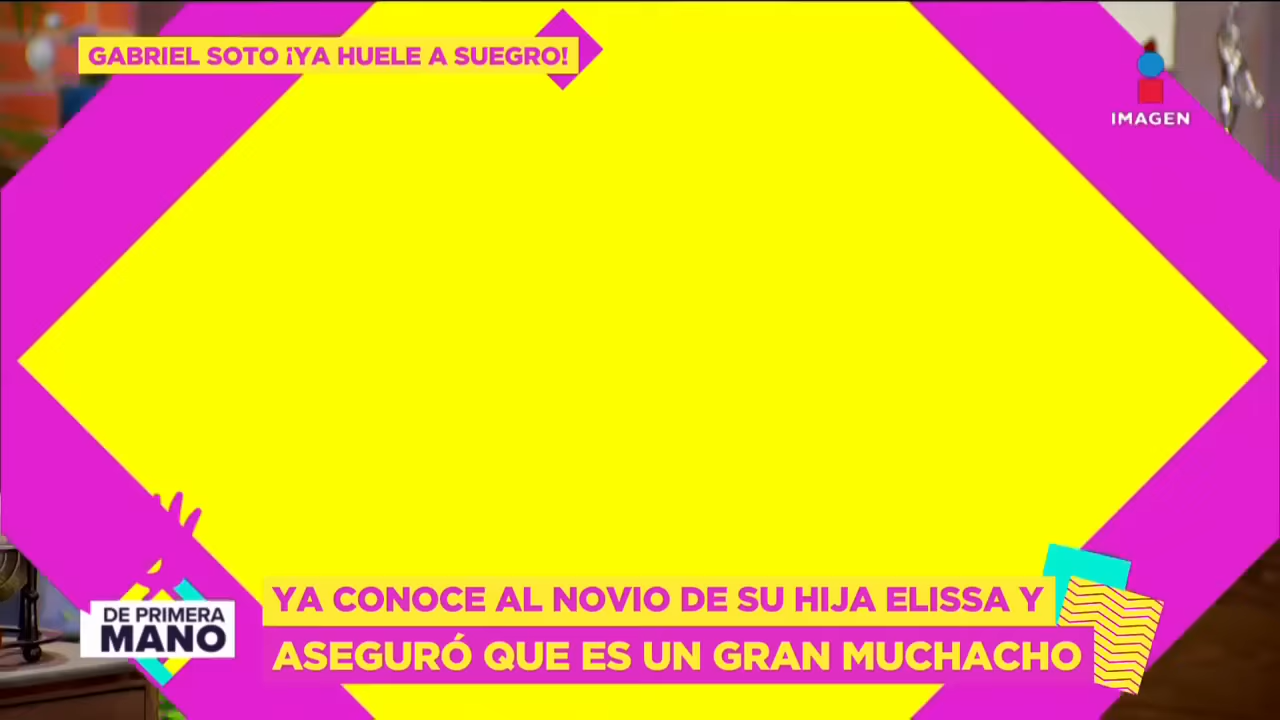 GABRIEL SOTO ¡YA HUELE A SUEGRO!
IMAGEN
YA CONOCE AL NOVIO DE SU HIJA ELISSA Y
ASEGURÓ QUE ES UN GRAN MUCHACHO
DE PRIMERA
MANO